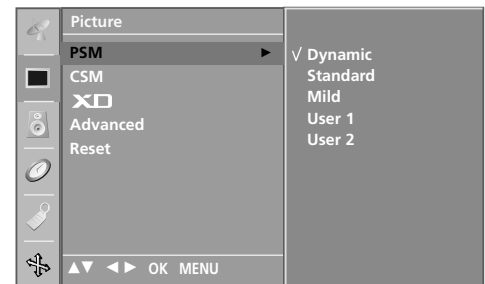 Picture
PSM ►
CSM
XD
Advanced
Reset
▲▼ ◄► OK MENU
√ Dynamic
Standard
Mild
User 1
User 2